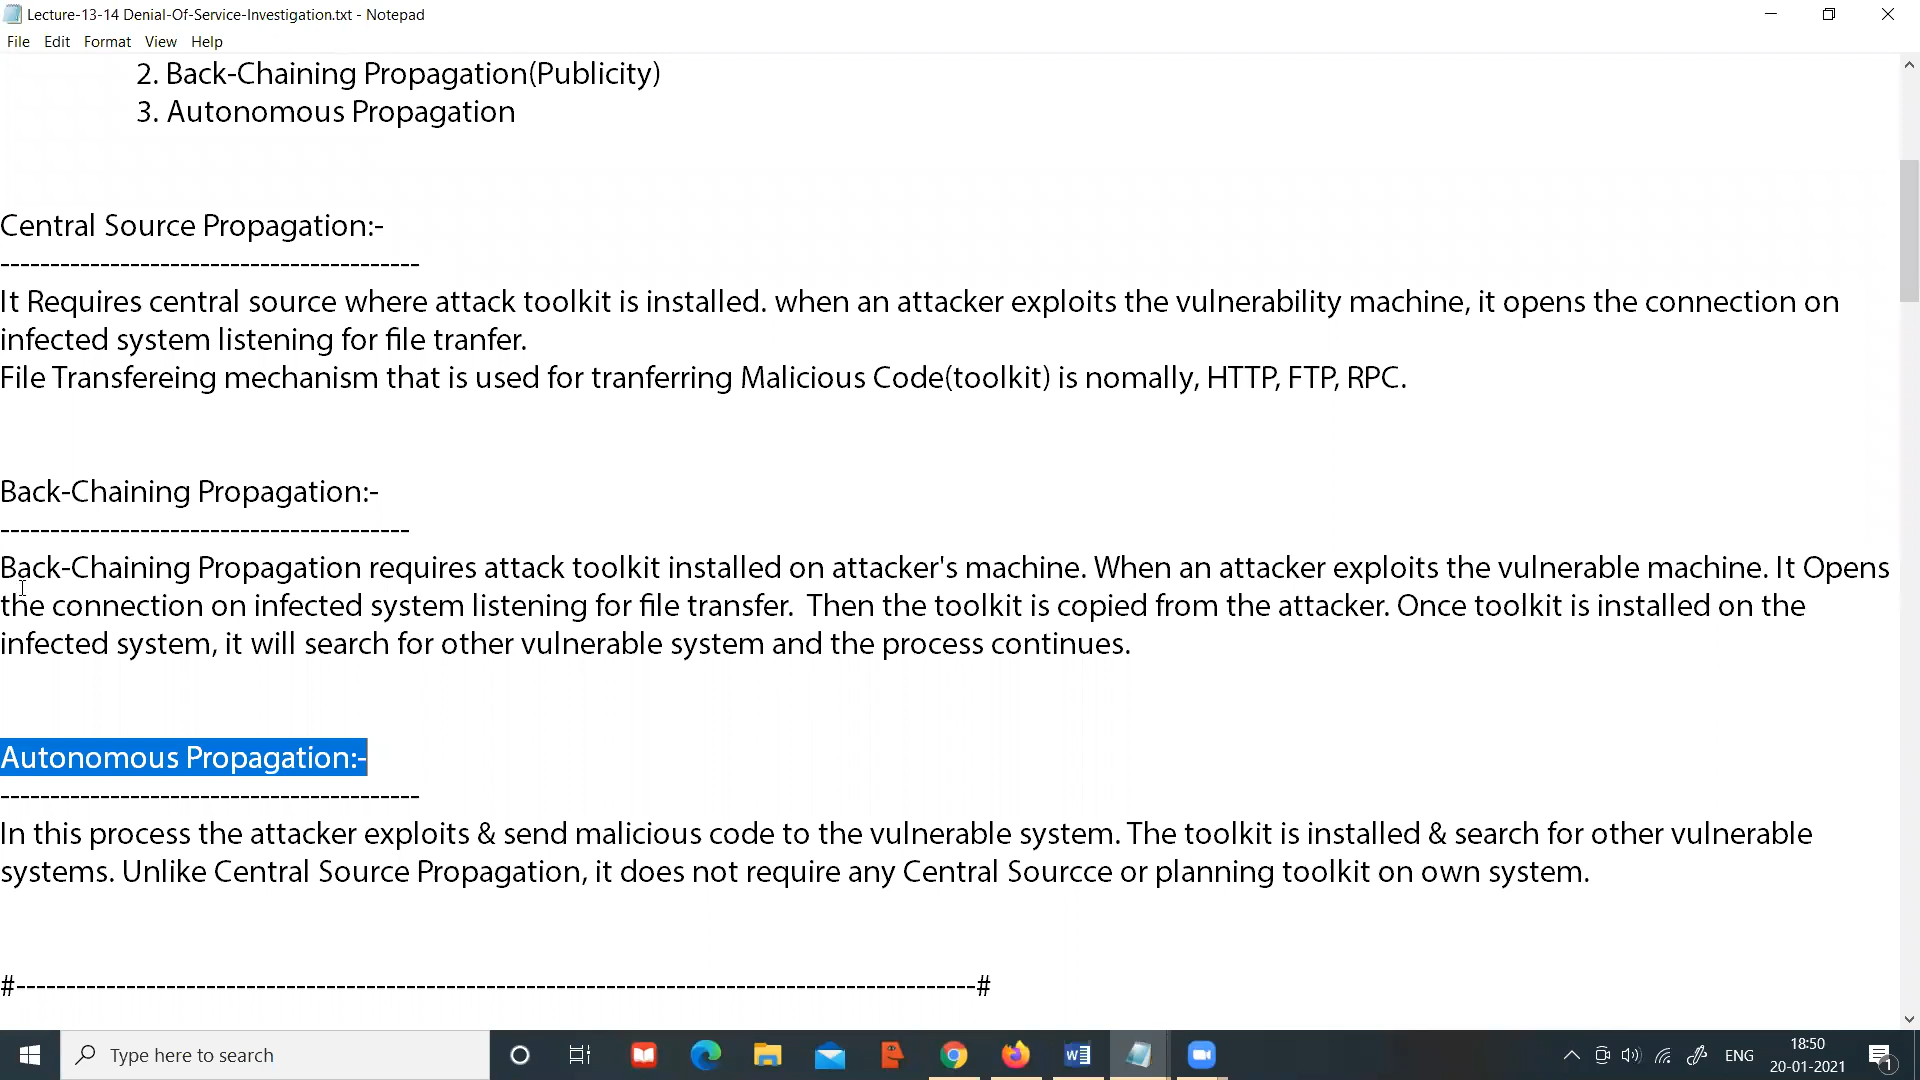 Lecture-13-14 Denial-Of-Service-Investigation.txt - Notepad
File Edit Format View Help
2. Back-Chaining Propagation(Publicity)
3. Autonomous Propagation
Central Source Propagation:-
------------------------------------------
It Requires central source where attack toolkit is installed. when an attacker exploits the vulnerability machine, it opens the connection on
infected system listening for file tranfer.
File Transfereing mechanism that is used for tranferring Malicious Code(toolkit) is nomally, HTTP, FTP, RPC.
Back-Chaining Propagation:-
-----------------------------------------
Back-Chaining Propagation requires attack toolkit installed on attacker's machine. When an attacker exploits the vulnerable machine. It Opens
the connection on infected system listening for file transfer.  Then the toolkit is copied from the attacker. Once toolkit is installed on the
infected system, it will search for other vulnerable system and the process continues.
Autonomous Propagation:-
------------------------------------------
In this process the attacker exploits & send malicious code to the vulnerable system. The toolkit is installed & search for other vulnerable
systems. Unlike Central Source Propagation, it does not require any Central Sourcce or planning toolkit on own system.
#------------------------------------------------------------------------------------------------#
Type here to search
ENG
18:50
20-01-2021
1